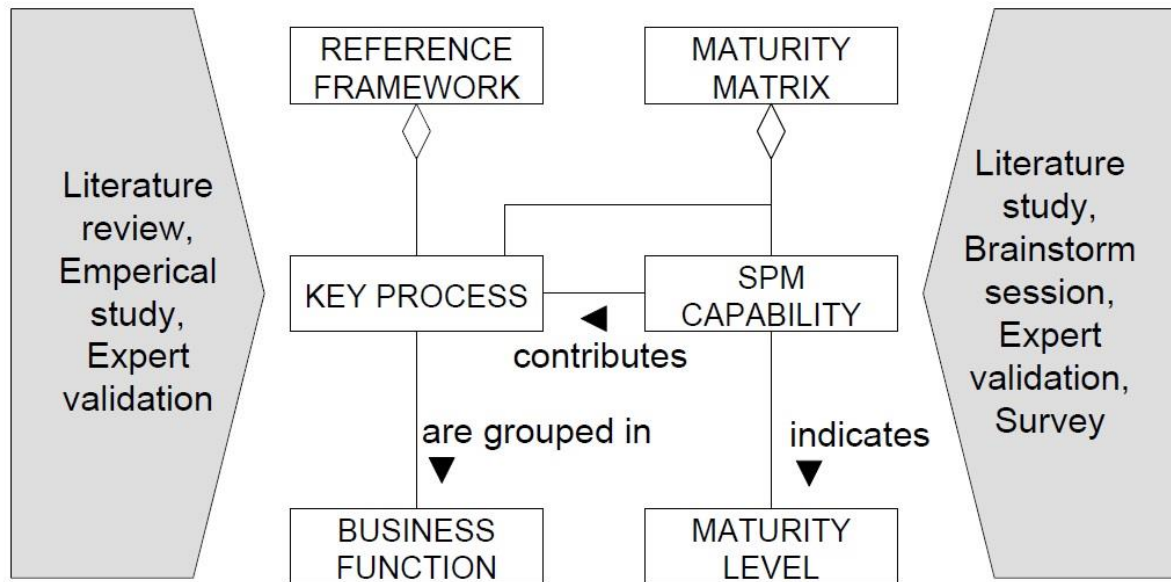 REFERENCE
FRAMEWORK
MATURITY
MATRIX
Literature
review,
Emperical
study,
Expert
validation
Literature
study,
Brainstorm
session,
Expert
validation,
Survey
KEY PROCESS
SPM
CAPABILITY
contributes
are grouped in
indicates
BUSINESS
FUNCTION
MATURITY
LEVEL